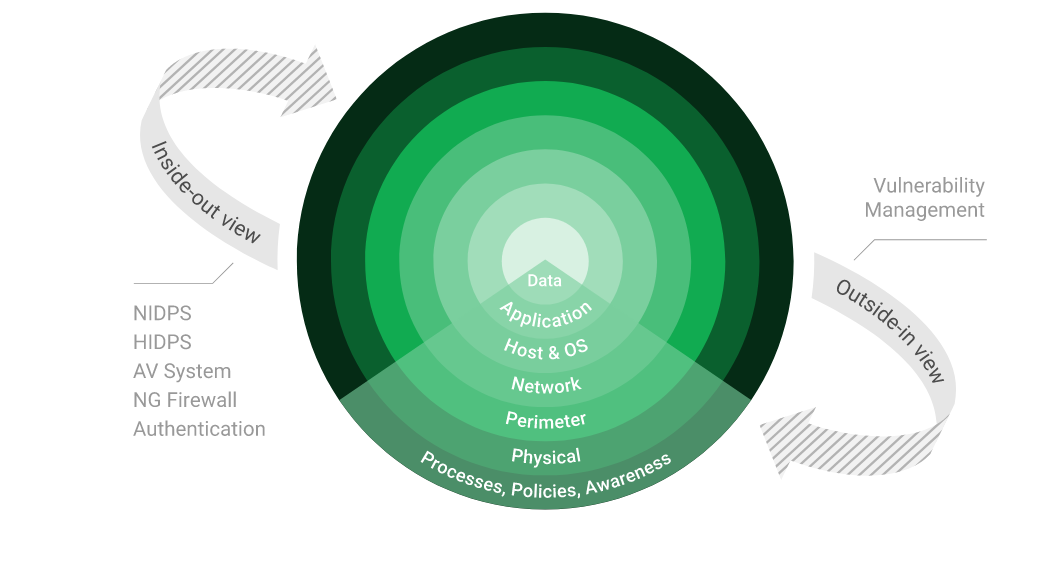 Inside-out view
NIDPS
HIDPS
AV System
NG Firewall
Authentication
Data
Application
Host & OS
Network
Perimeter
Physical
Processes, Policies, Awareness
Vulnerability
Management
Outside-in view